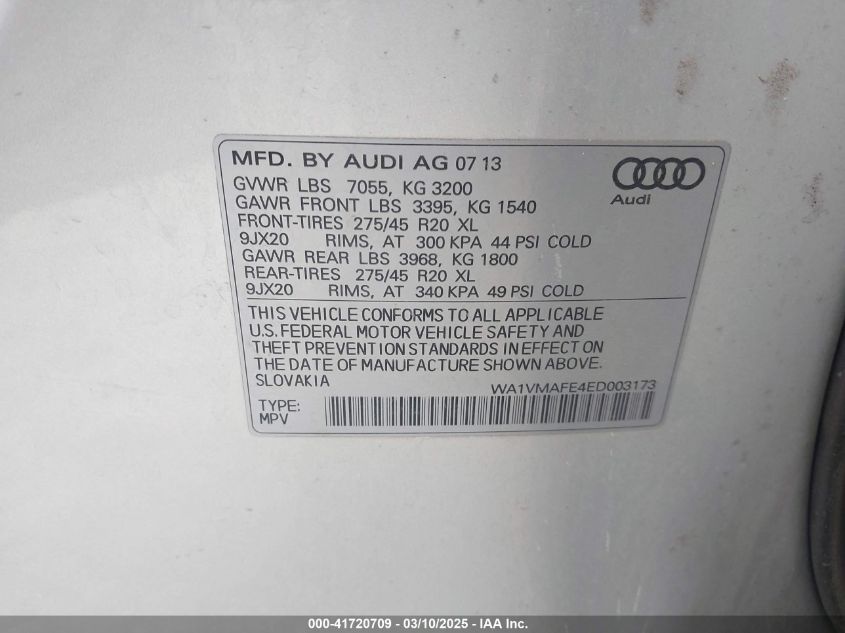 MFD. BY AUDI AG 07 13
GVWR LBS 7055, KG 3200
GAWR FRONT LBS 3395, KG 1540
FRONT-TIRES 275/45 R20 XL
9JX20 RIMS, AT 300 KPA 44 PSI COLD
GAWR REAR LBS 3968, KG 1800
REAR-TIRES 275/45 R20 XL
9JX20 RIMS, AT 340 KPA 49 PSI COLD
Audi
THIS VEHICLE CONFORMS TO ALL APPLICABLE
U.S. FEDERAL MOTOR VEHICLE SAFETY AND
THEFT PREVENTION STANDARDS IN EFFECT ON
THE DATE OF MANUFACTURE SHOWN ABOVE.
SLOVAKIA WA1VMAFE4ED003173
TYPE:
MPV
000-41720709 - 03/10/2025 - IAA Inc.